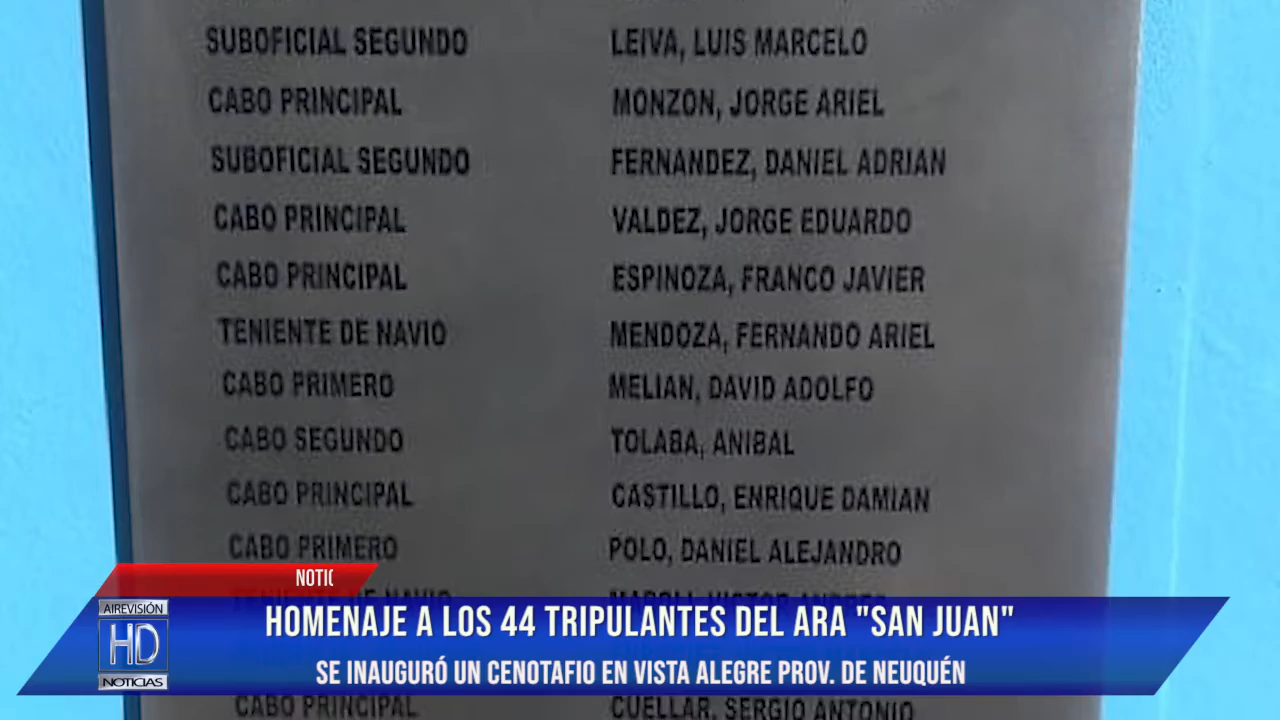 SUBOFICIAL SEGUNDO LEIVA, LUIS MARCELO
CABO PRINCIPAL MONZON, JORGE ARIEL
SUBOFICIAL SEGUNDO FERNANDEZ, DANIEL ADRIAN
CABO PRINCIPAL VALDEZ, JORGE EDUARDO
CABO PRINCIPAL ESPINOZA, FRANCO JAVIER
TENIENTE DE NAVIO MENDOZA, FERNANDO ARIEL
CABO PRIMERO MELIAN, DAVID ADOLFO
CABO SEGUNDO TOLABA, ANIBAL
CABO PRINCIPAL CASTILLO, ENRIQUE DAMIAN
CABO PRIMERO POLO, DANIEL ALEJANDRO
NOTIC
HOMENAJE A LOS 44 TRIPULANTES DEL ARA "SAN JUAN"
SE INAUGURÓ UN CENOTAFIO EN VISTA ALEGRE PROV. DE NEUQUÉN
AIREVISIÓN
HD
NOTICIAS
CABO PRINCIPAL CUELLAR, SERGIO ANTONIO